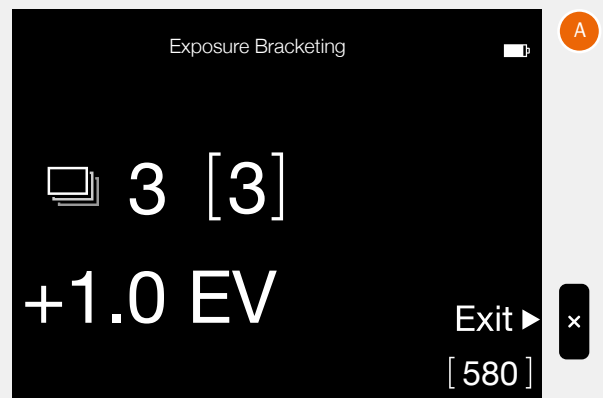 Exposure Bracketing
A
3 [3]
+1.0 EV
Exit ▶
×
[580]